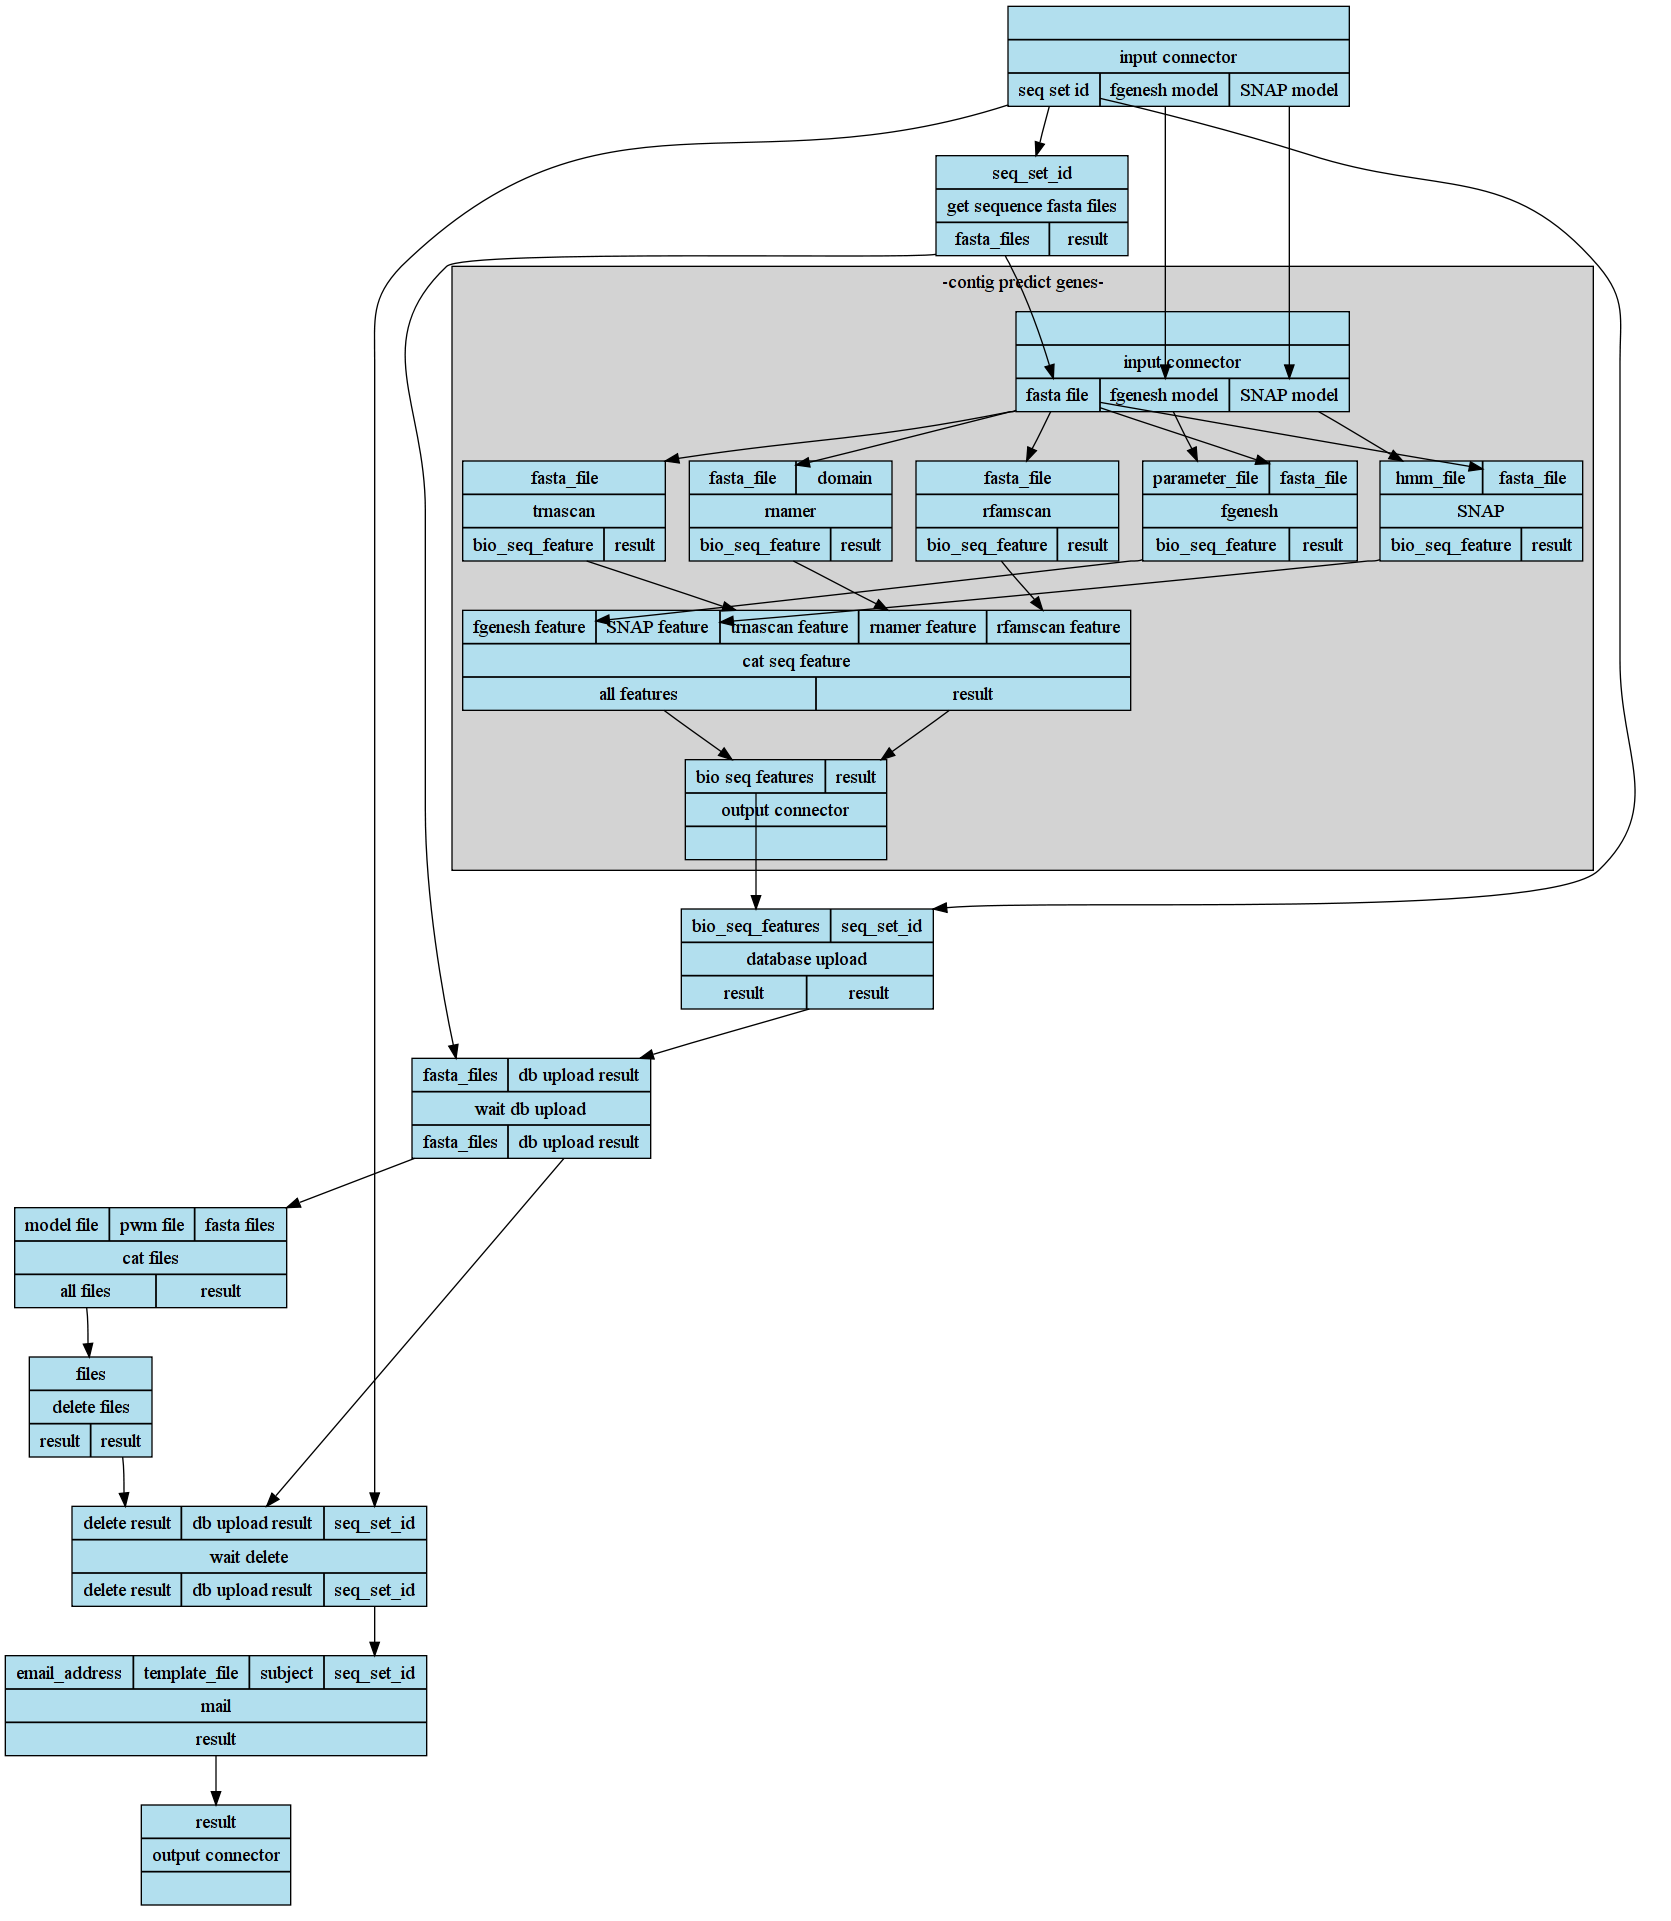 input connector
seq set id fgenesh model SNAP model
seq_set_id
get sequence fasta files
fasta_files result
-contig predict genes-
input connector
fasta file fgenesh model SNAP model
fasta_file
trnascan
bio_seq_feature result
fasta_file domain
rnamer
bio_seq_feature result
fasta_file
rfamscan
bio_seq_feature result
parameter_file fasta_file
fgenesh
bio_seq_feature result
hmm_file fasta_file
SNAP
bio_seq_feature result
fgenesh feature SNAP feature trnascan feature rnamer feature rfamscan feature
cat seq feature
all features result
bio seq features result
output connector
bio_seq_features seq_set_id
database upload
result result
fasta_files db upload result
wait db upload
fasta_files db upload result
model file pwm file fasta files
cat files
all files result
files
delete files
result result
delete result db upload result seq_set_id
wait delete
delete result db upload result seq_set_id
email_address template_file subject seq_set_id
mail
result
result
output connector